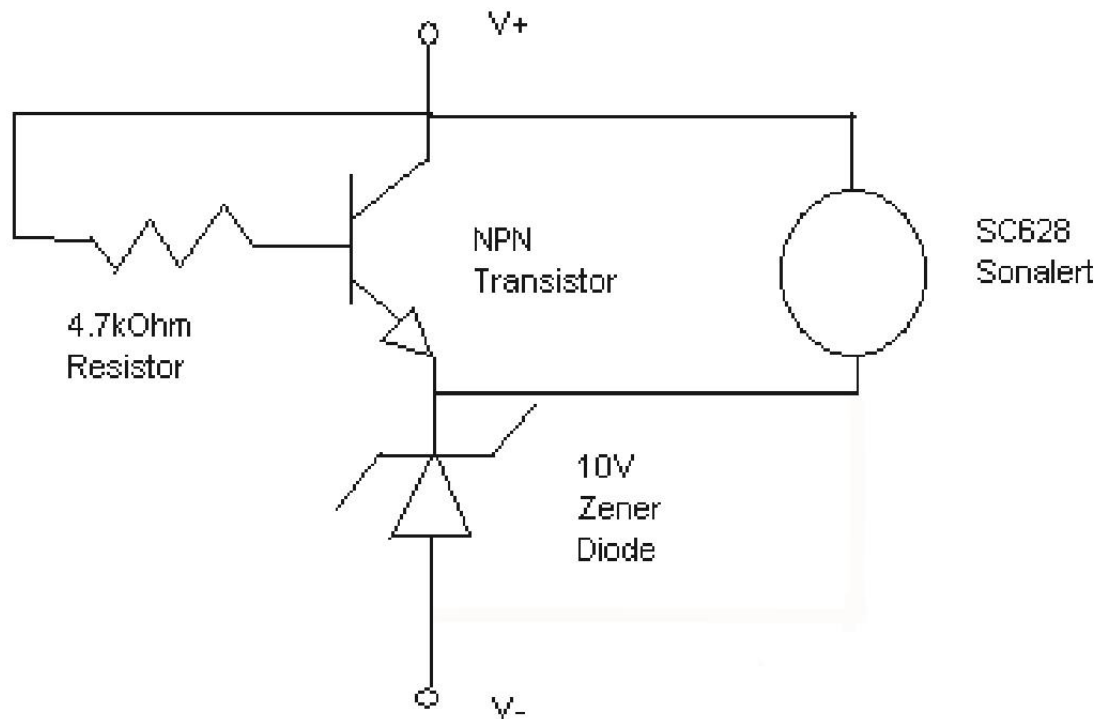 V+
NPN
Transistor
SC628
Sonalert
4.7kOhm
Resistor
10V
Zener
Diode
V-